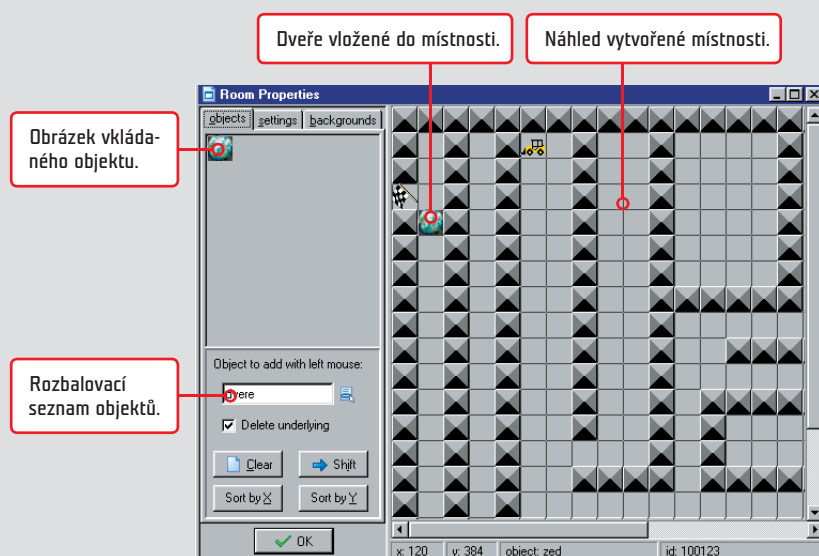 Dveře vložené do místnosti.
Náhled vytvořené místnosti.
Room Properties
objects settings backgrounds
Obrázek vkláda-
ného objektu.
Object to add with left mouse:
Rozbalovací
seznam objektů.
dvere
Delete underlying
Clear
Shift
Sort by X
Sort by Y
OK
x: 120 y: 384 object: zed id: 100123